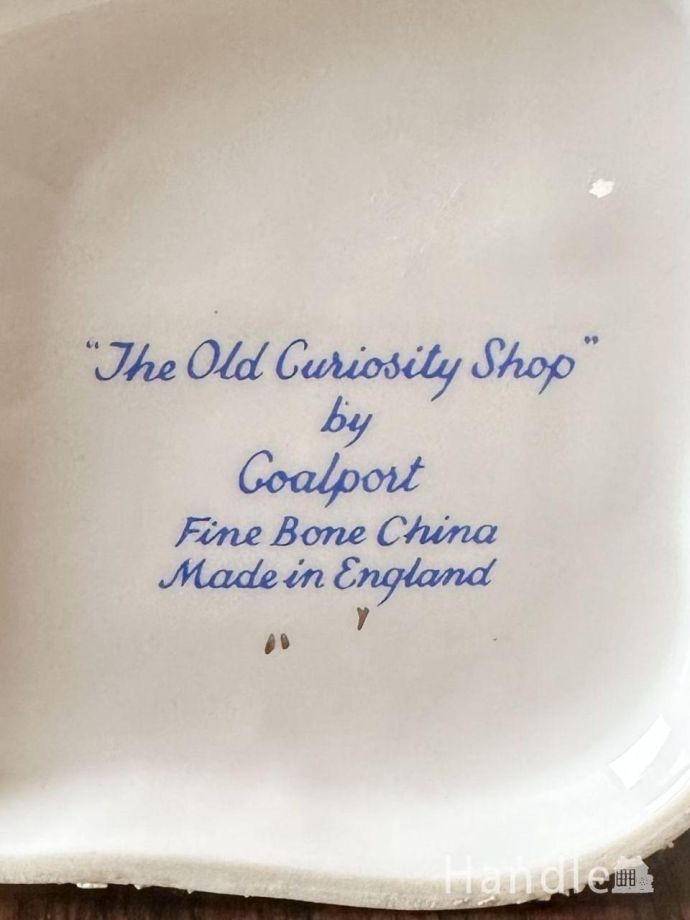 "The Old Curiosity Shop"
by
Coalport
Fine Bone China
Made in England
Handle